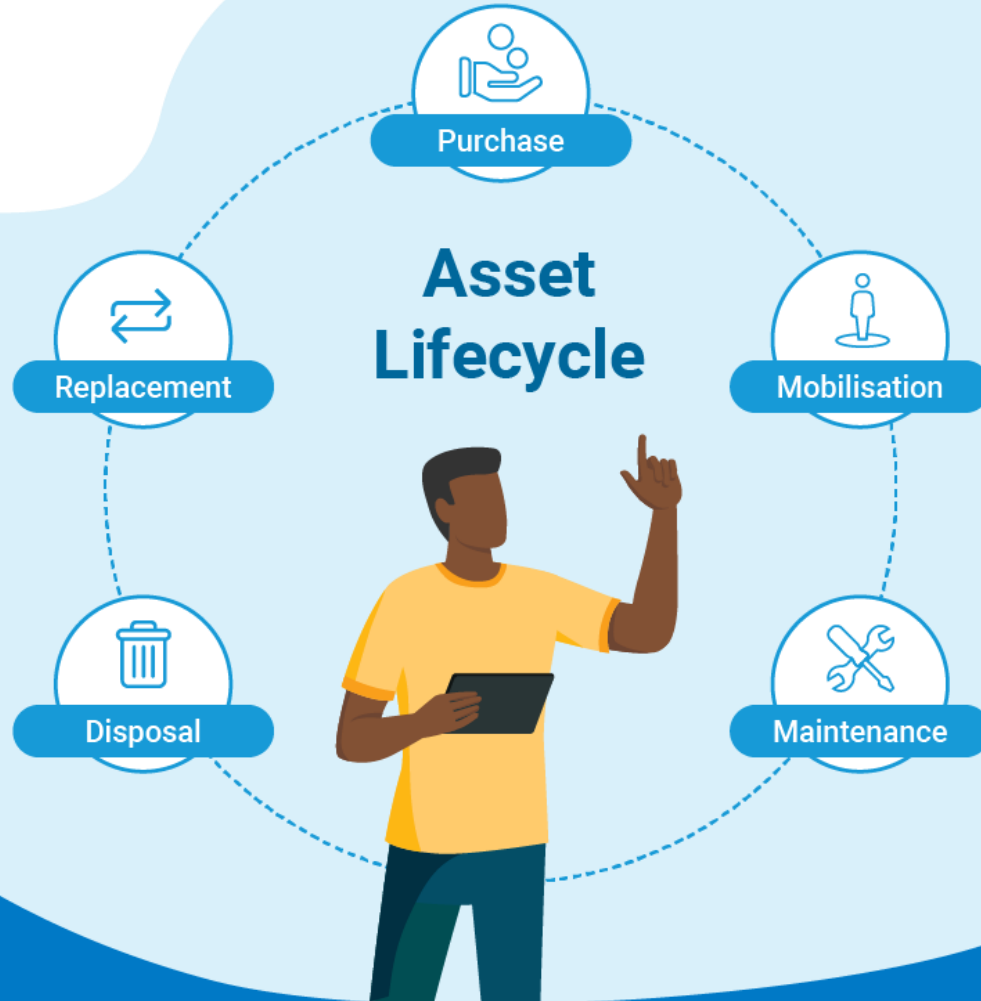 Purchase
Asset
Lifecycle
Replacement
Mobilisation
Disposal
Maintenance